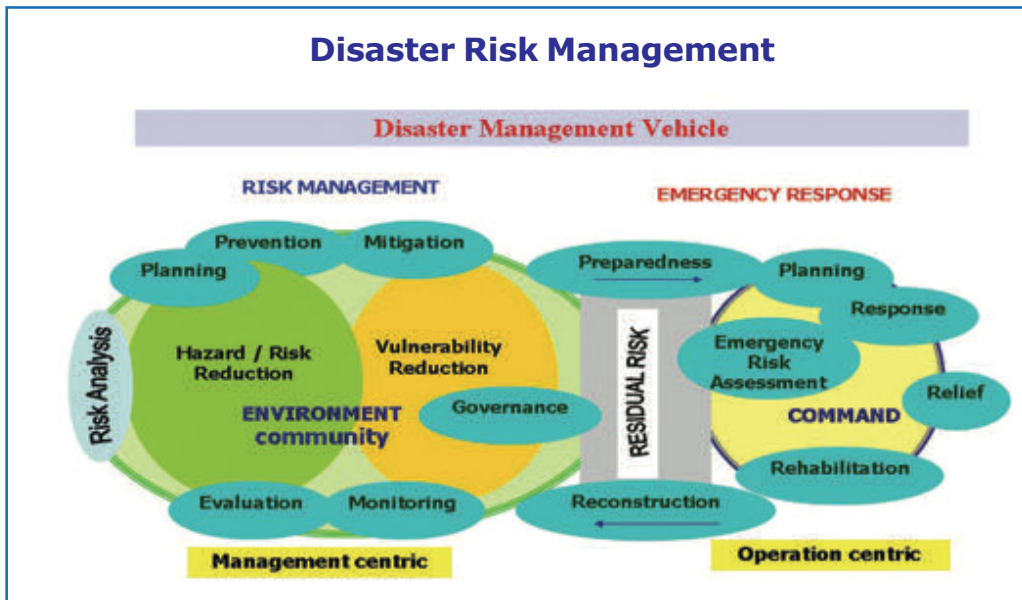 Disaster Risk Management
Disaster Management Vehicle
RISK MANAGEMENT
EMERGENCY RESPONSE
Prevention
Mitigation
Planning
Preparedness
Planning
Response
Risk Analysis
Hazard / Risk
Reduction
Vulnerability
Reduction
RESIDUAL RISK
Emergency
Risk
Assessment
Relief
ENVIRONMENT
community
Governance
COMMAND
Rehabilitation
Evaluation
Monitoring
Reconstruction
Management centric
Operation centric